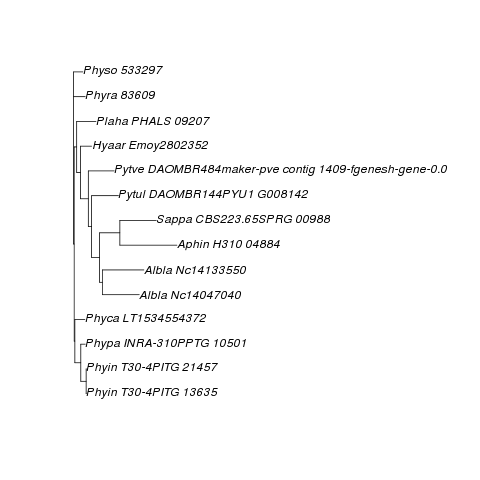 Physo 533297
Phyra 83609
Plaha PHALS 09207
Hyaar Emoy2802352
Pytve DAOMBR484maker-pve contig 1409-fgenesh-gene-0.0
Pytul DAOMBR144PYU1 G008142
Sappa CBS223.65SPRG 00988
Aphin H310 04884
Albla Nc14133550
Albla Nc14047040
Phyca LT1534554372
Phypa INRA-310PPTG 10501
Phyin T30-4PITG 21457
Phyin T30-4PITG 13635